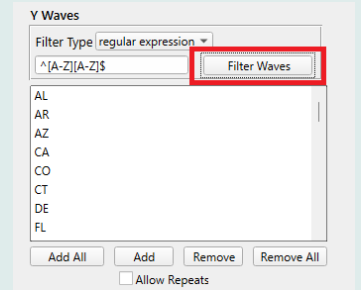 Y Waves
Filter Type regular expression
^[A-Z][A-Z]$ Filter Waves
AL
AR
AZ
CA
CO
CT
DE
FL
Add All Add Remove Remove All
Allow Repeats